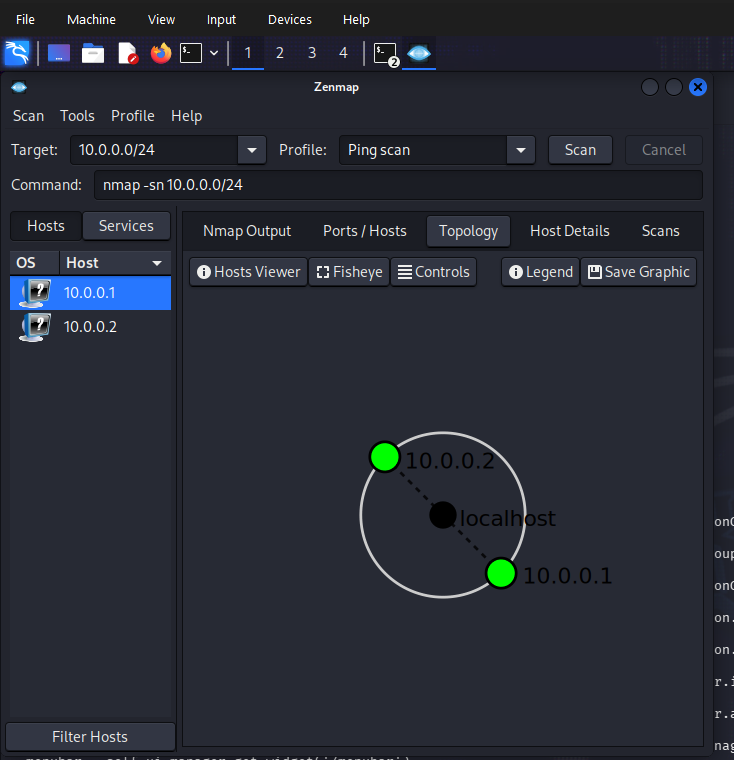 File Machine View Input Devices Help
1 2 3 4 2
Zenmap
Scan Tools Profile Help
Target: 10.0.0.0/24 Profile: Ping scan Scan Cancel
Command: nmap -sn 10.0.0.0/24
Hosts Services
Nmap Output Ports / Hosts Topology Host Details Scans
OS Host
Hosts Viewer Fisheye Controls Legend Save Graphic
10.0.0.1
10.0.0.2
10.0.0.2
localhost
10.0.0.1
Filter Hosts